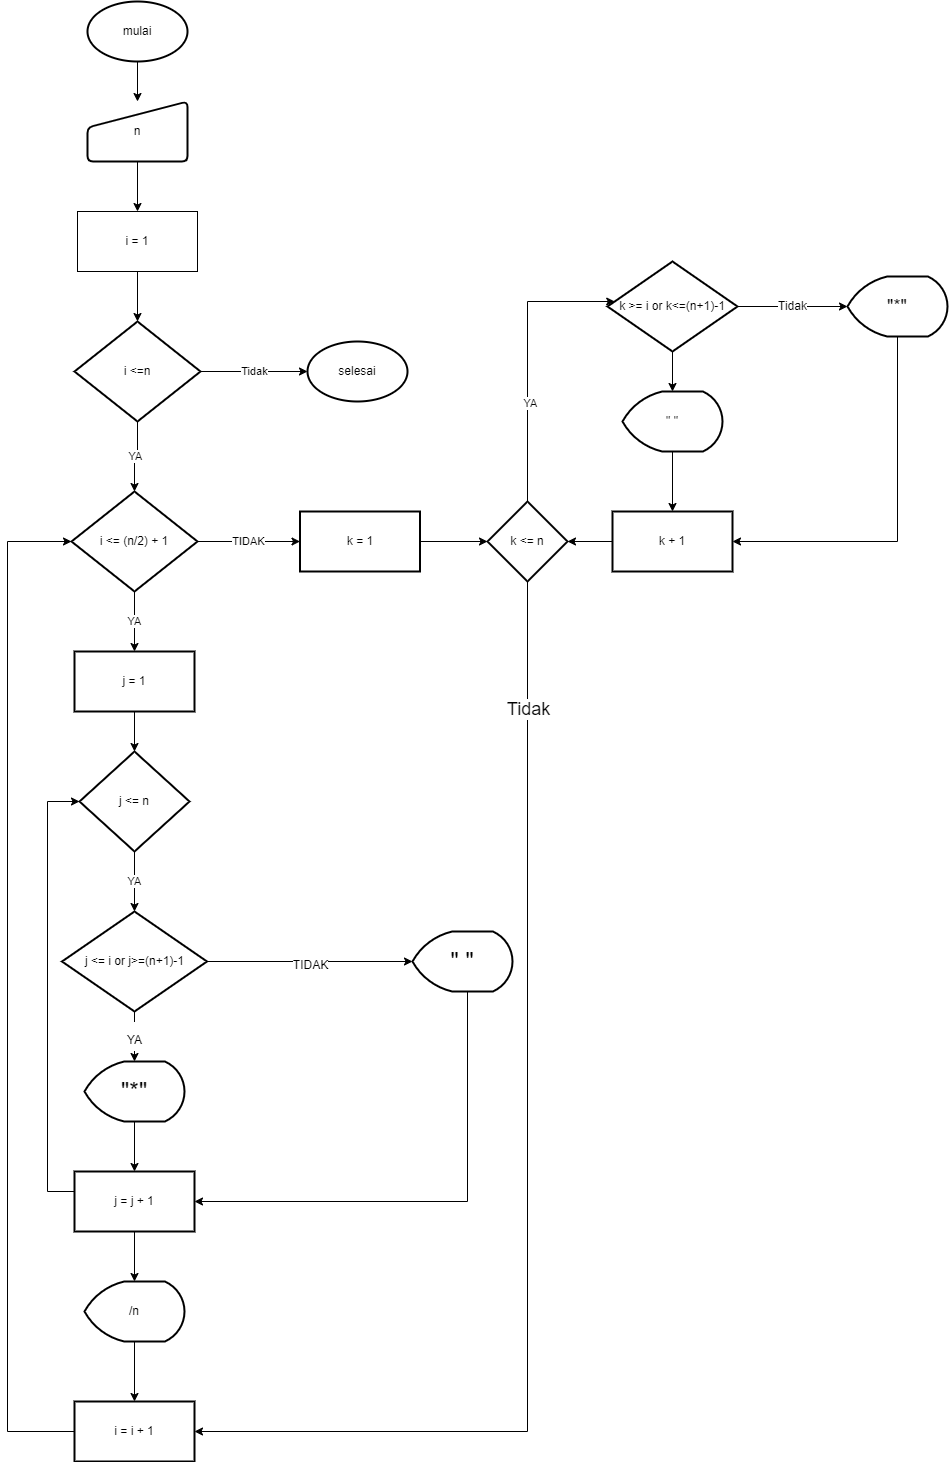 mulai
n
i = 1
i <=n
Tidak
selesai
YA
i <= (n/2) + 1
TIDAK
k = 1
k <= n
YA
k >= i or k<=(n+1)-1
Tidak
"*"
" "
k + 1
Tidak
YA
j = 1
j <= n
YA
j <= i or j>=(n+1)-1
TIDAK
" "
YA
"*"
j = j + 1
/n
i = i + 1